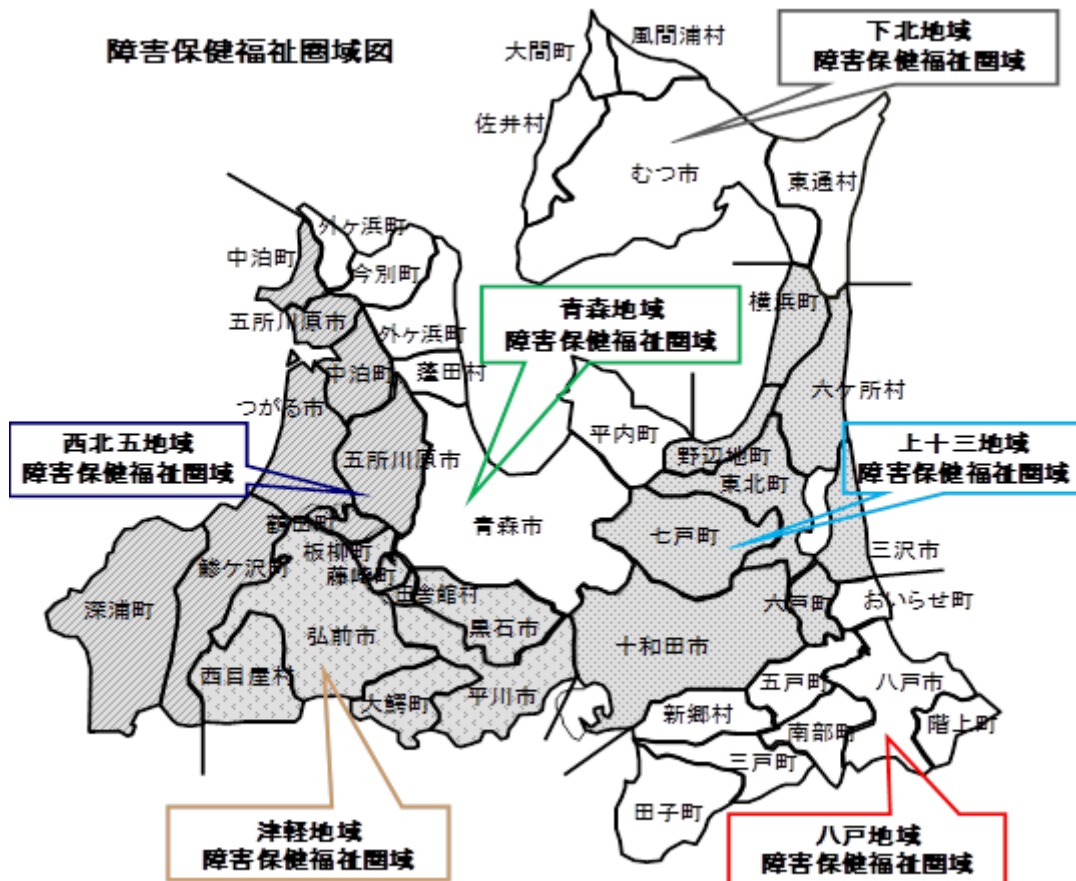 障害保健福祉圏域図
下北地域
障害保健福祉圏域
大間町
風間浦村
佐井村
むつ市
東通村
外ヶ浜町
中泊町
今別町
横浜町
青森地域
障害保健福祉圏域
五所川原市
外ヶ浜町
蓬田村
中泊町
六ケ所村
つがる市
平内町
西北五地域
障害保健福祉圏域
五所川原市
野辺地町
上十三地域
障害保健福祉圏域
東北町
青森市
七戸町
鶴田町
板柳町
三沢市
鯵ケ沢町
藤崎町
田舎館村
六戸町
おいらせ町
深浦町
弘前市
黒石市
十和田市
西目屋村
大鰐町
平川市
五戸町
八戸市
新郷村
南部町
階上町
三戸町
田子町
津軽地域
障害保健福祉圏域
八戸地域
障害保健福祉圏域